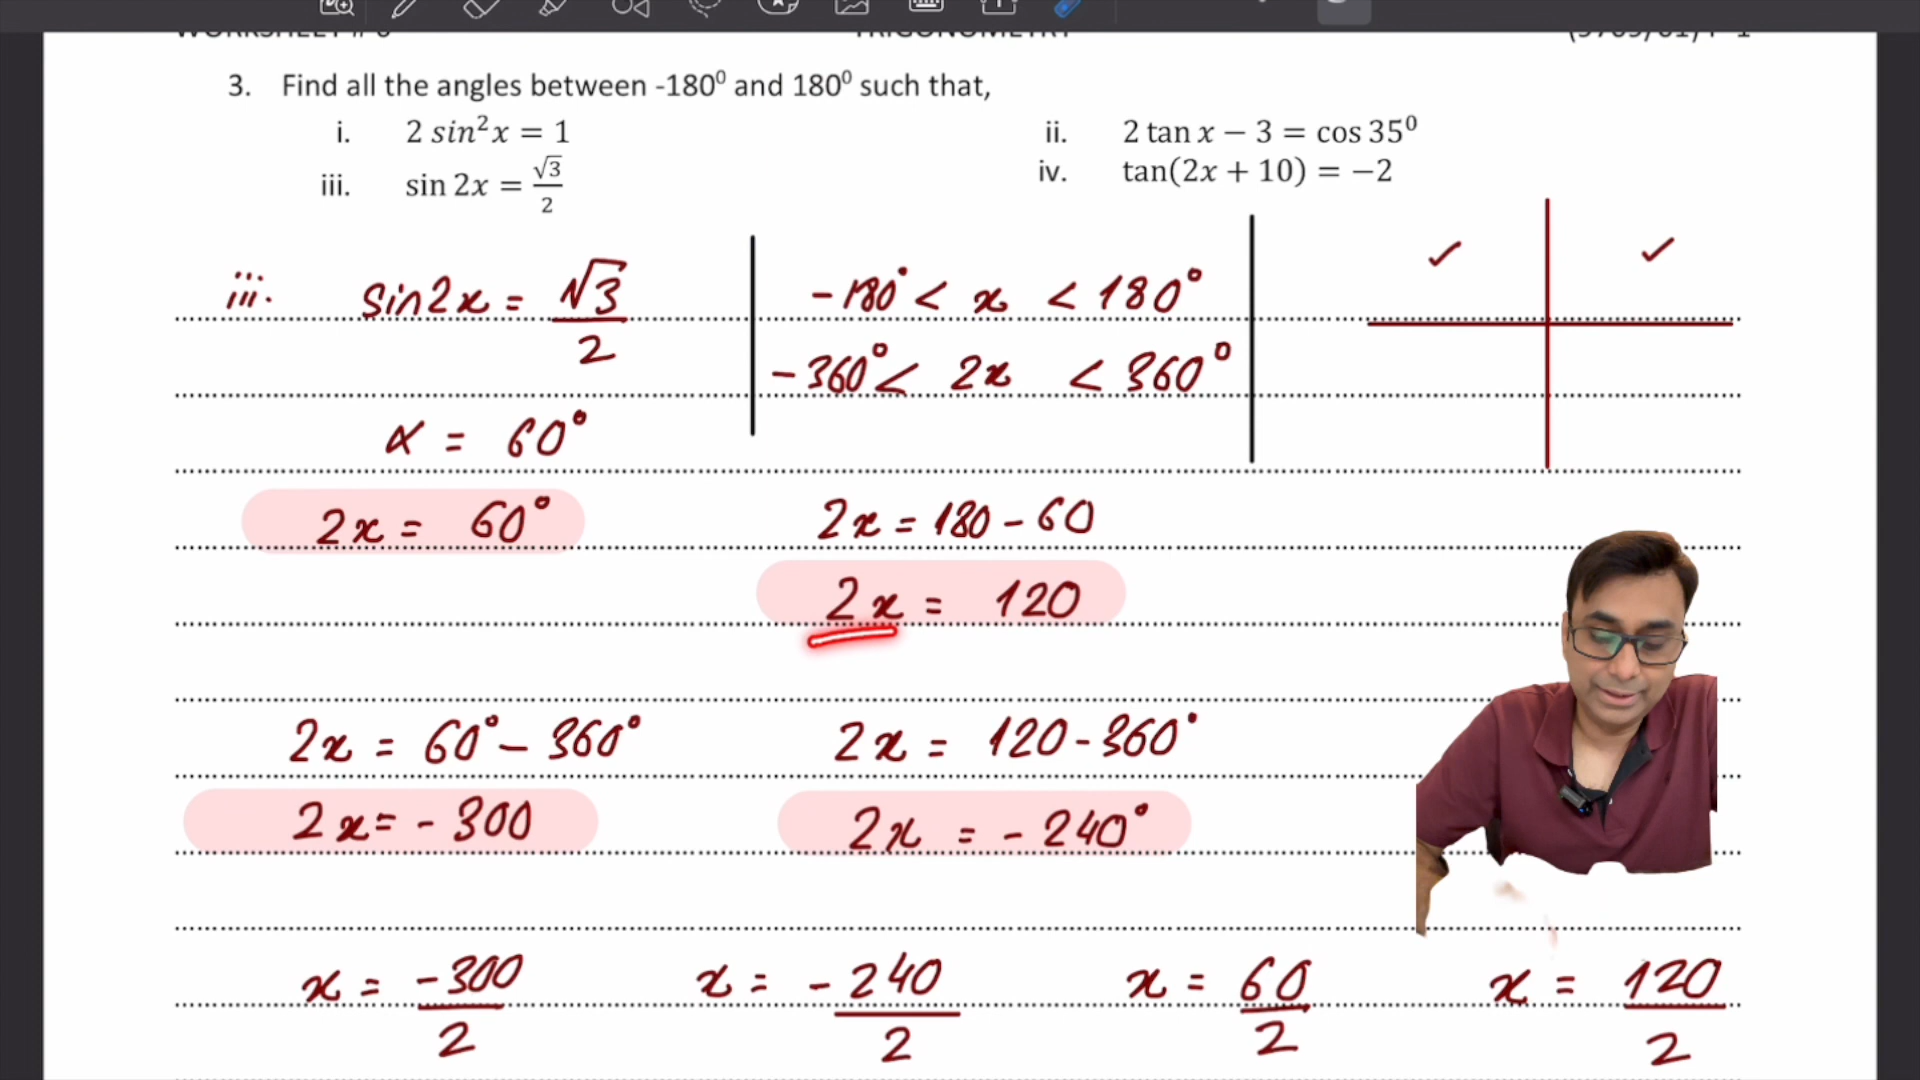 3. Find all the angles between -180⁰ and 180⁰ such that,
i. 2 sin²x = 1
ii. 2 tan x − 3 = cos 35⁰
iii. sin 2x = √3/2
iv. tan(2x + 10) = −2
iii. sin2x = √3/2
-180° < x < 180°
-360° < 2x < 360°
∝ = 60°
2x = 60°
2x = 180 - 60
2x = 120
2x = 60° - 360°
2x = 120 - 360°
2x = - 300
2x = - 240°
x = -300/2
x = -240/2
x = 60/2
x = 120/2